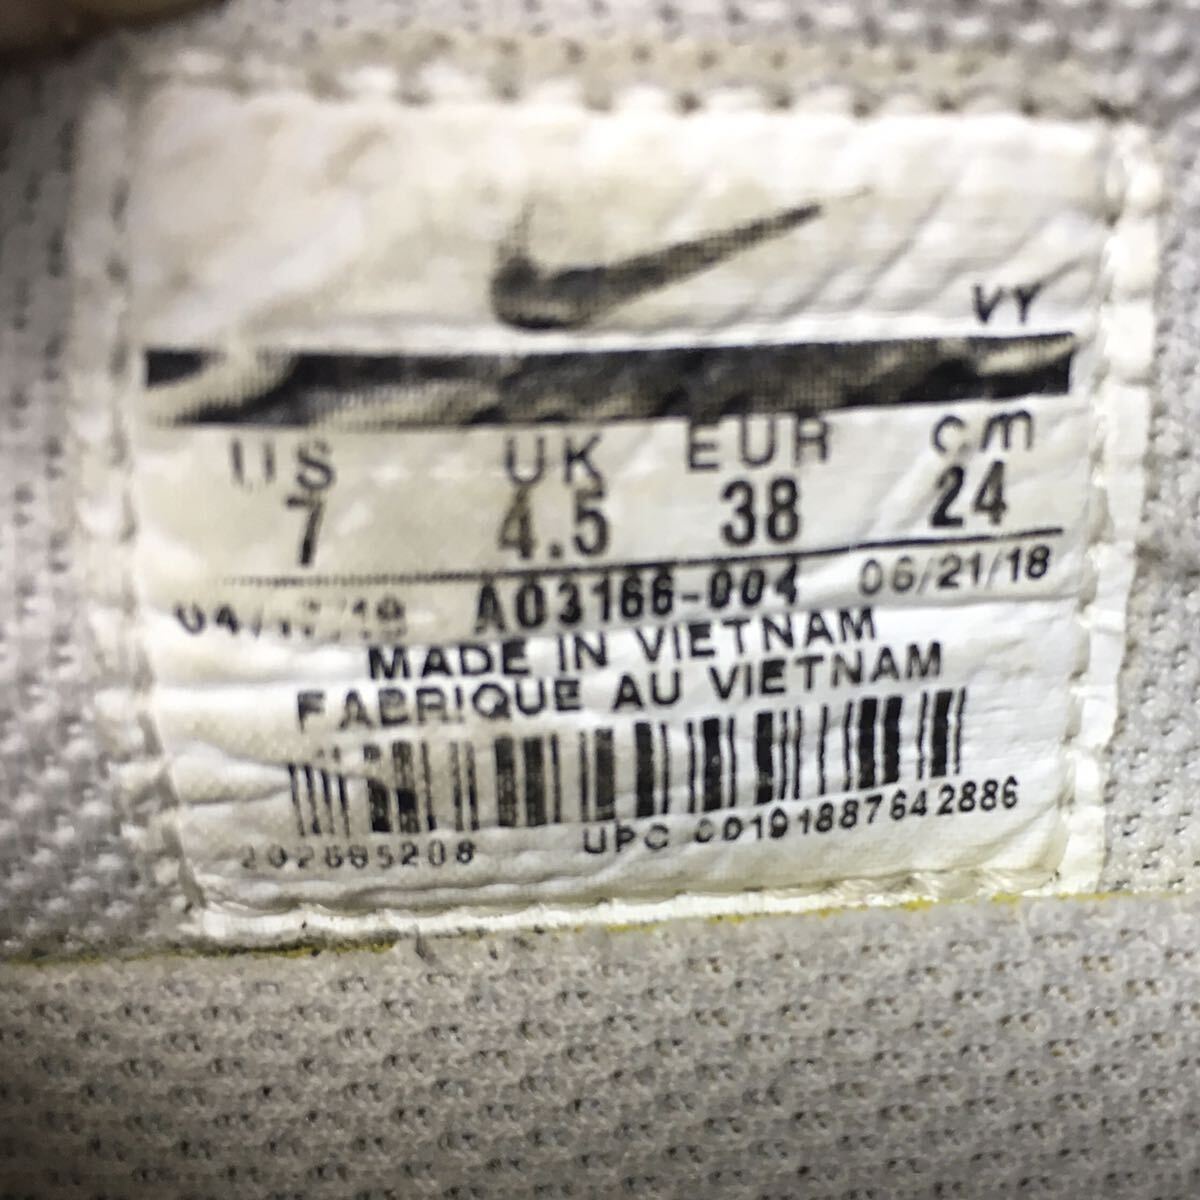 VY
US UK EUR cm
7 4.5 38 24
AO3166-004 06/21/18
MADE IN VIETNAM
FABRIQUE AU VIETNAM
202685208 UPC 00191887642886